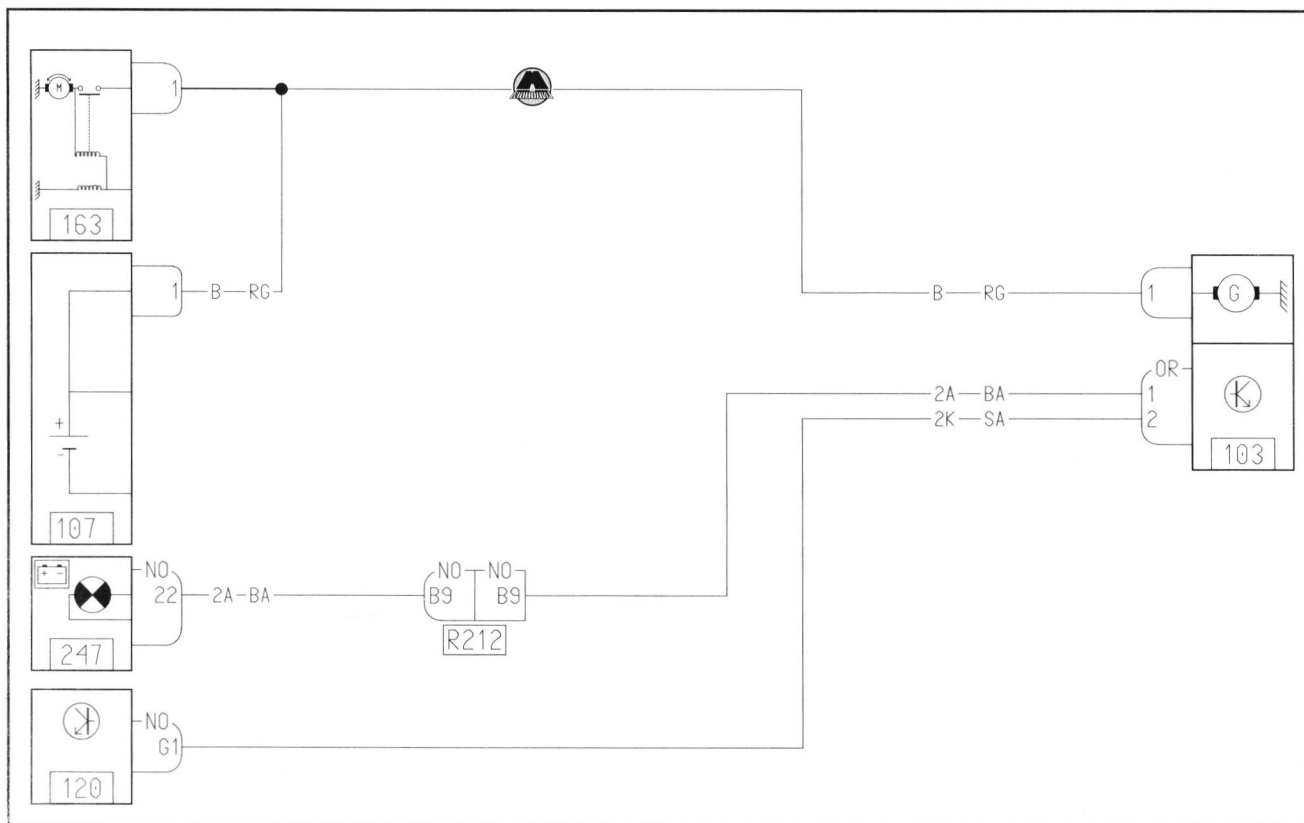 M
1
163
1
B RG
B RG
1
G
+
-
107
OR
2A BA
1
2K SA
2
103
+ -
NO
22
2A BA
NO NO
B9 B9
R212
247
NO
G1
120